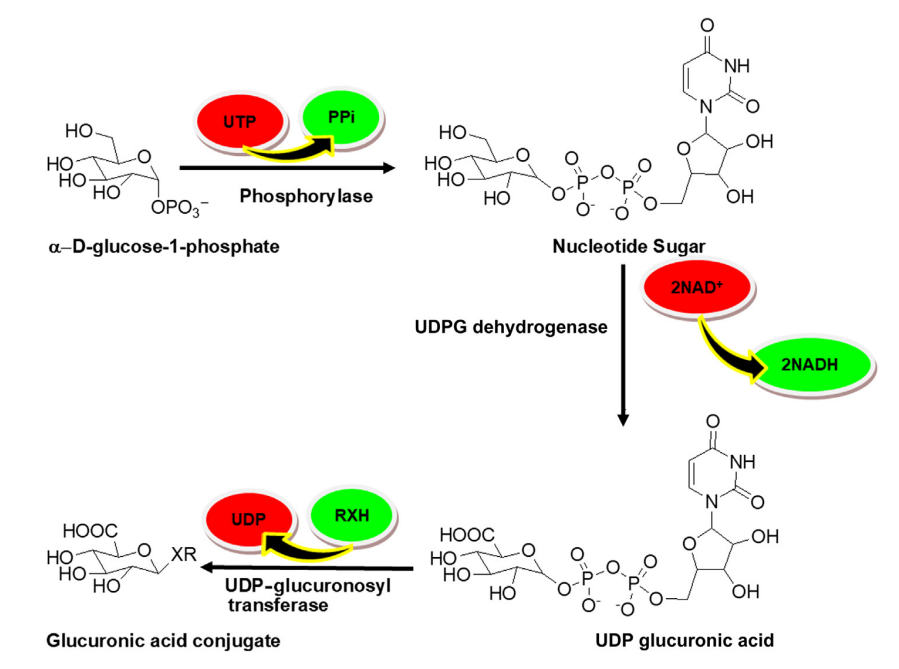 UTP
PPi
Phosphorylase
HO
O
HO
HO
HO
OPO₃⁻
α–D-glucose-1-phosphate
O
NH
N
O
HO
O
HO
HO
HO
O
P
O
O⁻
O
P
O
⁻O
O
O
OH
OH
Nucleotide Sugar
2NAD⁺
UDPG dehydrogenase
2NADH
O
NH
N
O
HOOC
O
HO
HO
HO
O
P
O
O⁻
O
P
O
⁻O
O
O
OH
OH
UDP glucuronic acid
UDP
RXH
UDP-glucuronosyl
transferase
HOOC
O
XR
HO
HO
HO
Glucuronic acid conjugate